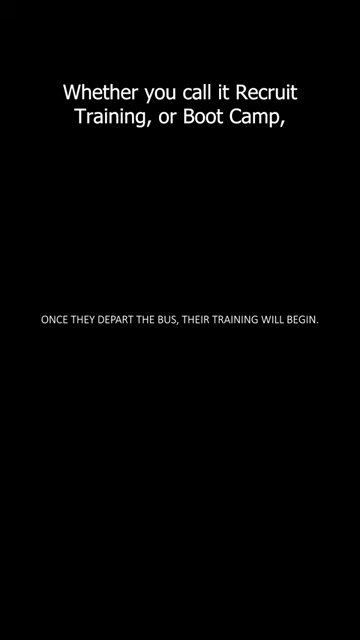 Whether you call it Recruit
Training, or Boot Camp,
ONCE THEY DEPART THE BUS, THEIR TRAINING WILL BEGIN.